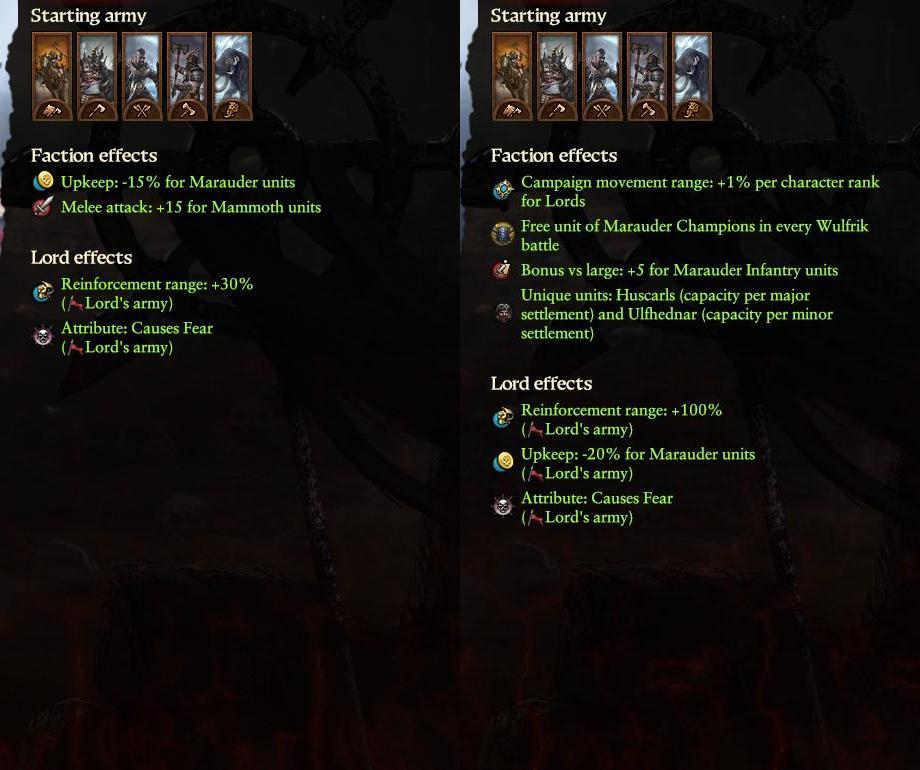 Starting army
Faction effects
Upkeep: -15% for Marauder units
Melee attack: +15 for Mammoth units
Lord effects
Reinforcement range: +30%
(Lord's army)
Attribute: Causes Fear
(Lord's army)
Starting army
Faction effects
Campaign movement range: +1% per character rank
for Lords
Free unit of Marauder Champions in every Wulfrik
battle
Bonus vs large: +5 for Marauder Infantry units
Unique units: Huscarls (capacity per major
settlement) and Ulfhednar (capacity per minor
settlement)
Lord effects
Reinforcement range: +100%
(Lord's army)
Upkeep: -20% for Marauder units
(Lord's army)
Attribute: Causes Fear
(Lord's army)